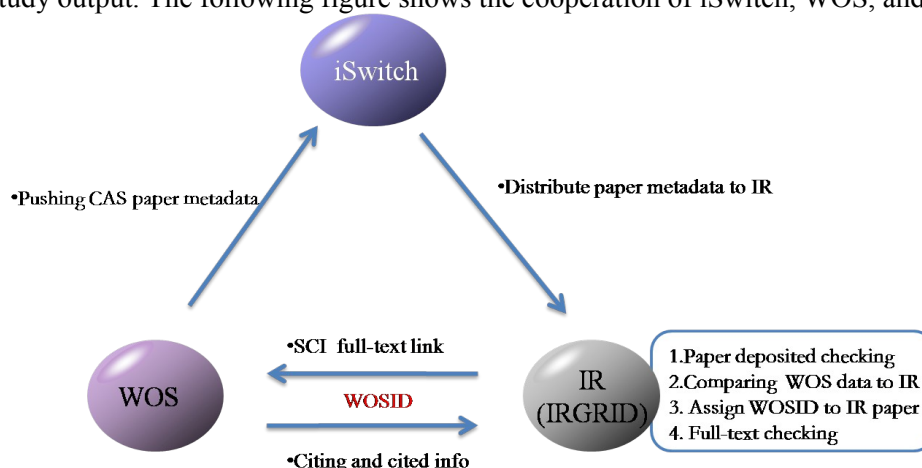 study output. The following figure shows the cooperation of iSwitch, WOS, and
iSwitch
•Pushing CAS paper metadata
•Distribute paper metadata to IR
•SCI full-text link
WOS
WOSID
IR
(IRGRID)
1.Paper deposited checking
2.Comparing WOS data to IR
3. Assign WOSID to IR paper
4. Full-text checking
•Citing and cited info